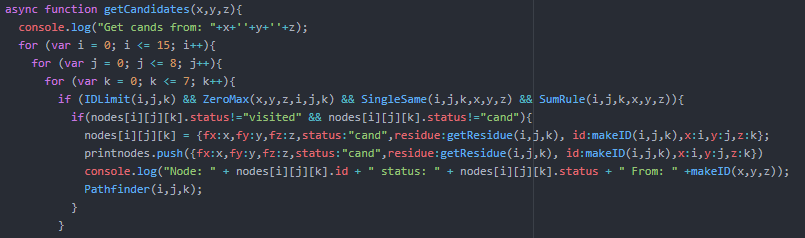 async function getCandidates(x,y,z){
console.log("Get cands from: "+x+''+y+''+z);
for (var i = 0; i <= 15; i++){
for (var j = 0; j <= 8; j++){
for (var k = 0; k <= 7; k++){
if (IDLimit(i,j,k) && ZeroMax(x,y,z,i,j,k) && SingleSame(i,j,k,x,y,z) && SumRule(i,j,k,x,y,z)){
if(nodes[i][j][k].status!="visited" && nodes[i][j][k].status!="cand"){
nodes[i][j][k] = {fx:x,fy:y,fz:z,status:"cand",residue:getResidue(i,j,k), id:makeID(i,j,k),x:i,y:j,z:k};
printnodes.push({fx:x,fy:y,fz:z,status:"cand",residue:getResidue(i,j,k), id:makeID(i,j,k),x:i,y:j,z:k})
console.log("Node: " + nodes[i][j][k].id + " status: " + nodes[i][j][k].status + " From: " +makeID(x,y,z));
Pathfinder(i,j,k);
}
}